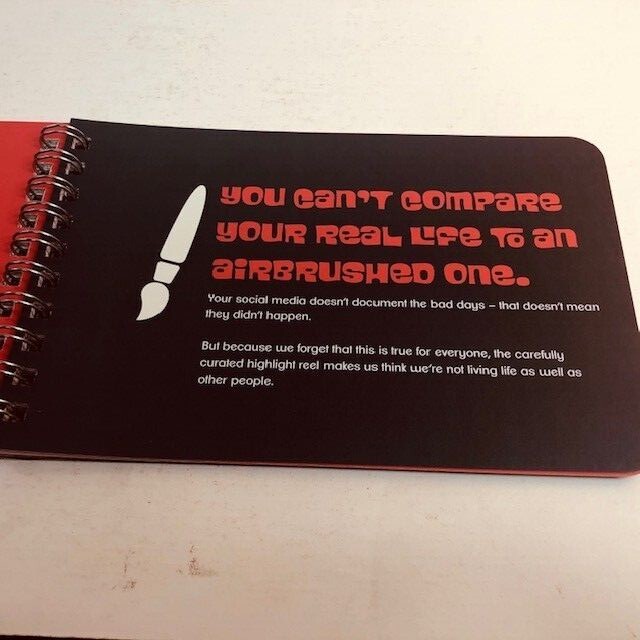 You can't compare
your real life to an
airbrushed one.
Your social media doesn't document the bad days – that doesn't mean
they didn't happen.
But because we forget that this is true for everyone, the carefully
curated highlight reel makes us think we're not living life as well as
other people.